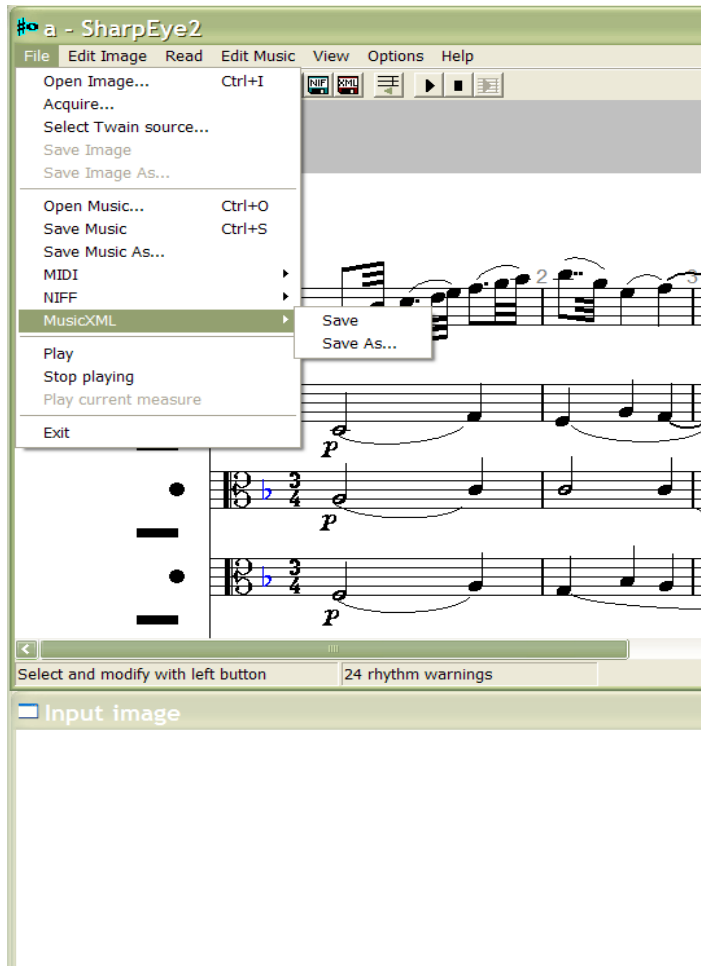 a - SharpEye2
File Edit Image Read Edit Music View Options Help
Open Image... Ctrl+I
NIF XML
Acquire...
Select Twain source...
Save Image
Save Image As...
Open Music... Ctrl+O
Save Music Ctrl+S
Save Music As...
MIDI
2 3
NIFF
MusicXML
Save
Save As...
Play
Stop playing
Play current measure
Exit
p
3
4
p
3
4
p
Select and modify with left button 24 rhythm warnings
Input image